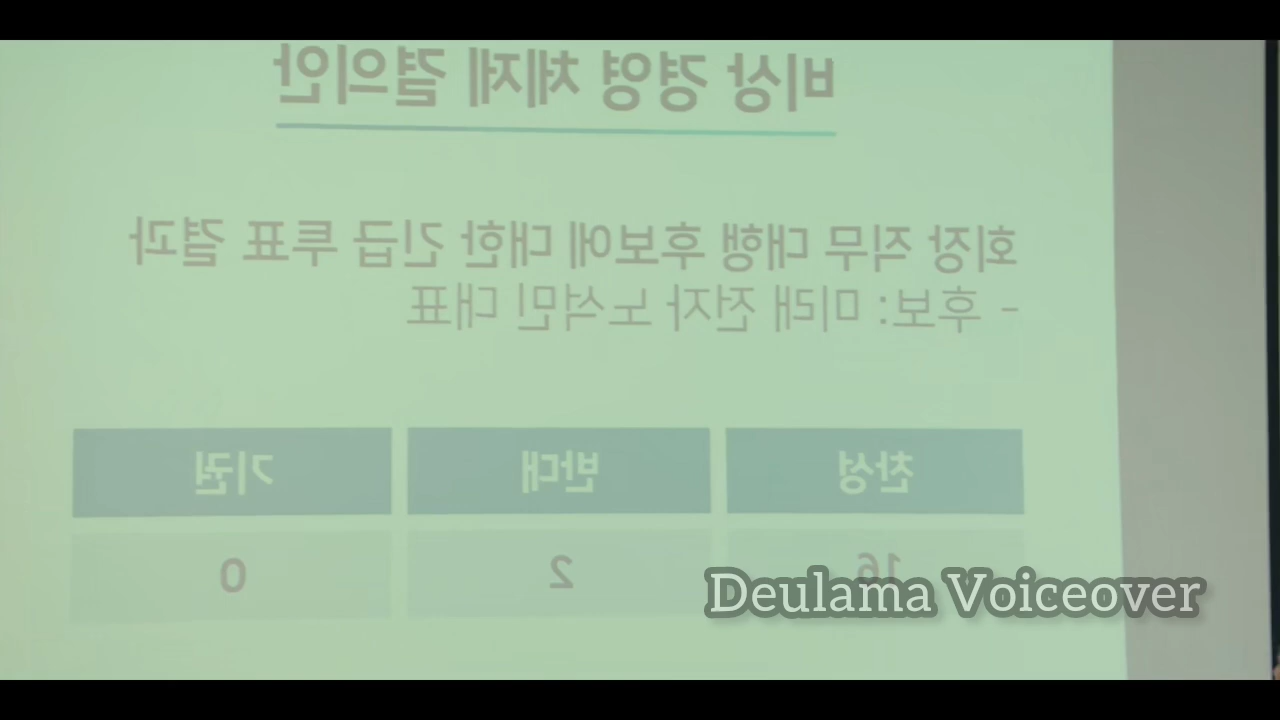 비상 경영 체제 결의안
회장 직무 대행 후보에 대한 긴급 투표 결과
- 후보: 미래 전자 노석민 대표
찬성 반대 기권
16 2 0
Deulama Voiceover